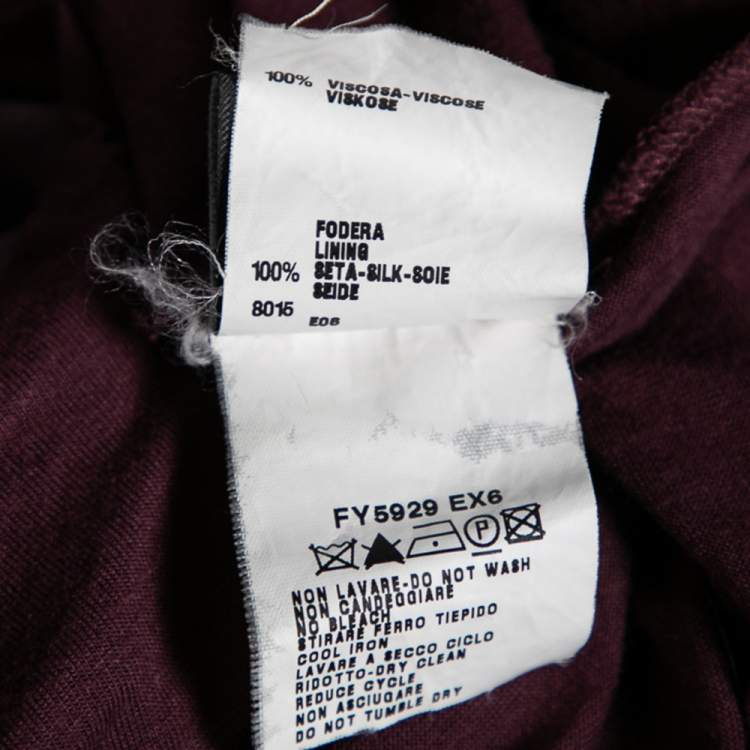 100% VISCOSA-VISCOSE
VISKOSE
FODERA
LINING
100% SETA-SILK-SOIE
SEIDE
8015 E06
FY5929 EX6
P
NON LAVARE-DO NOT WASH
NON CANDEGGIARE
NO BLEACH
STIRARE FERRO TIEPIDO
COOL IRON
LAVARE A SECCO CICLO
RIDOTTO-DRY CLEAN
REDUCE CYCLE
NON ASCIUGARE
DO NOT TUMBLE DRY